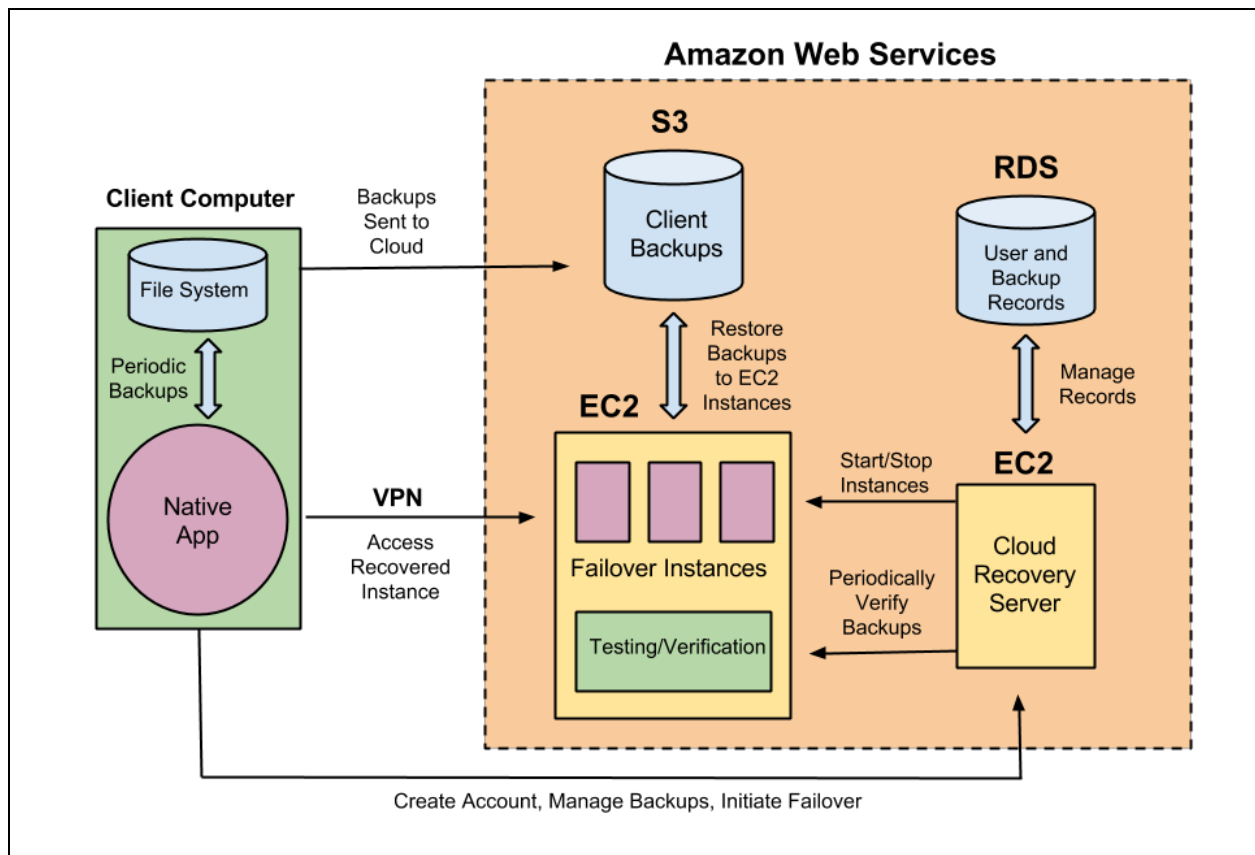 Amazon Web Services
S3
RDS
Client Computer
Backups
Sent to
Cloud
Client
Backups
User and
Backup
Records
File System
Periodic
Backups
Restore
Backups
to EC2
Instances
Manage
Records
EC2
EC2
Start/Stop
Instances
Native
App
VPN
Access
Recovered
Instance
Failover Instances
Cloud
Recovery
Server
Periodically
Verify
Backups
Testing/Verification
Create Account, Manage Backups, Initiate Failover